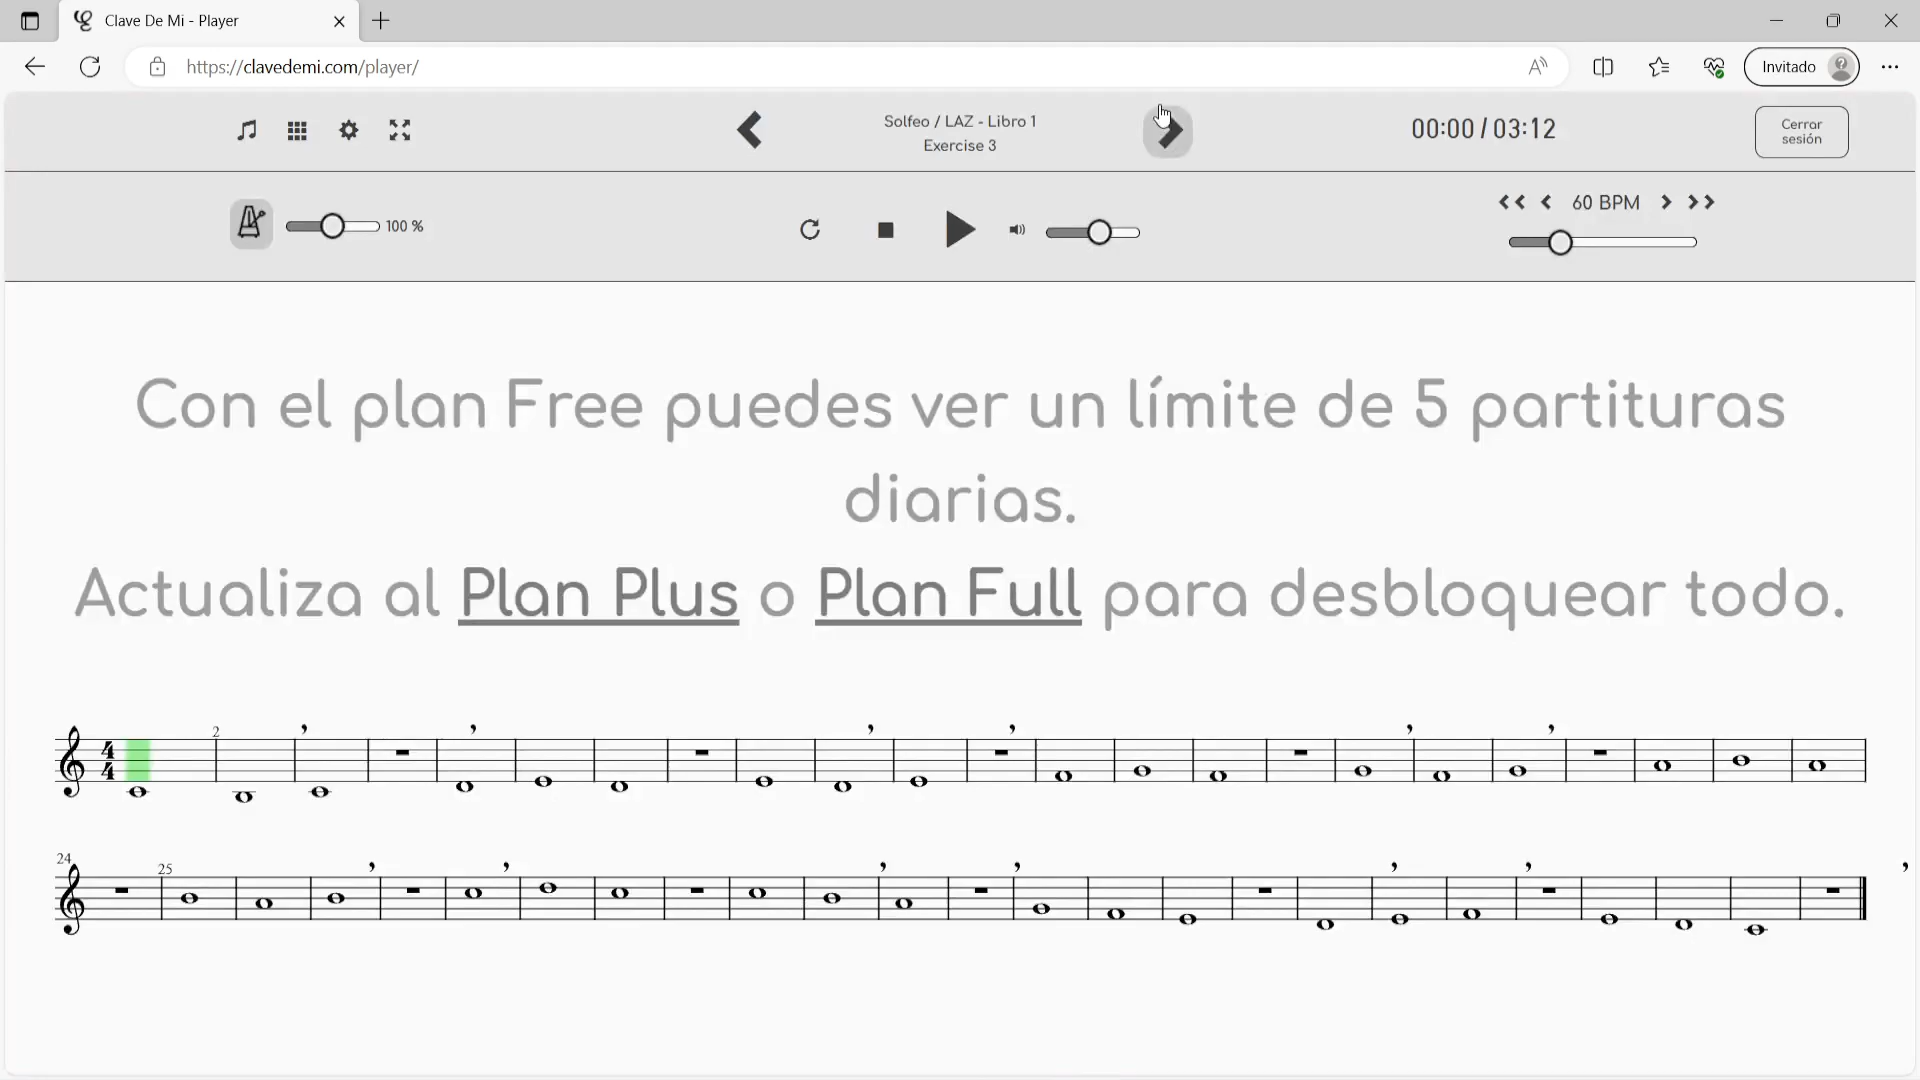 Clave De Mi - Player
https://clavedemi.com/player/
Invitado
Solfeo / LAZ - Libro 1
Exercise 3
00:00 / 03:12
Cerrar
sesión
100 %
60 BPM
Con el plan Free puedes ver un límite de 5 partituras
diarias.
Actualiza al Plan Plus o Plan Full para desbloquear todo.
4
4
2
24
25